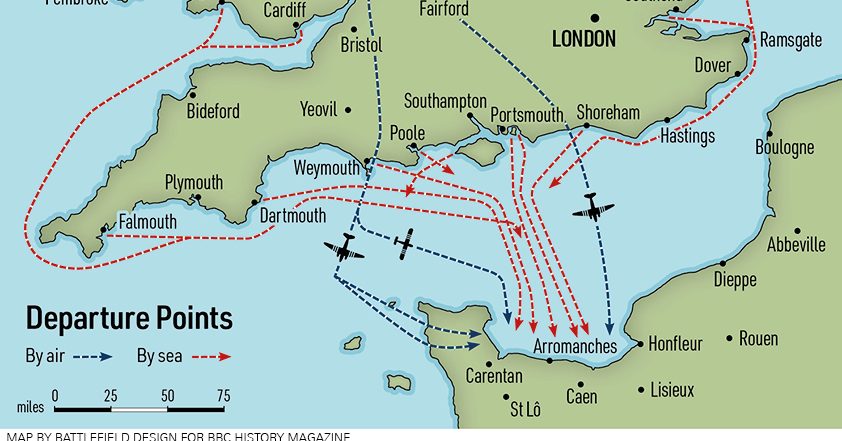 Cardiff
Fairford
LONDON
Ramsgate
Bristol
Dover
Bideford
Yeovil
Southampton
Portsmouth
Shoreham
Poole
Hastings
Boulogne
Weymouth
Plymouth
Falmouth
Dartmouth
Abbeville
Dieppe
Departure Points
By air
By sea
Arromanches
Honfleur
Rouen
Carentan
Caen
Lisieux
St Lô
miles
0
25
50
75
MAP BY BATTLEFIELD DESIGN FOR BBC HISTORY MAGAZINE